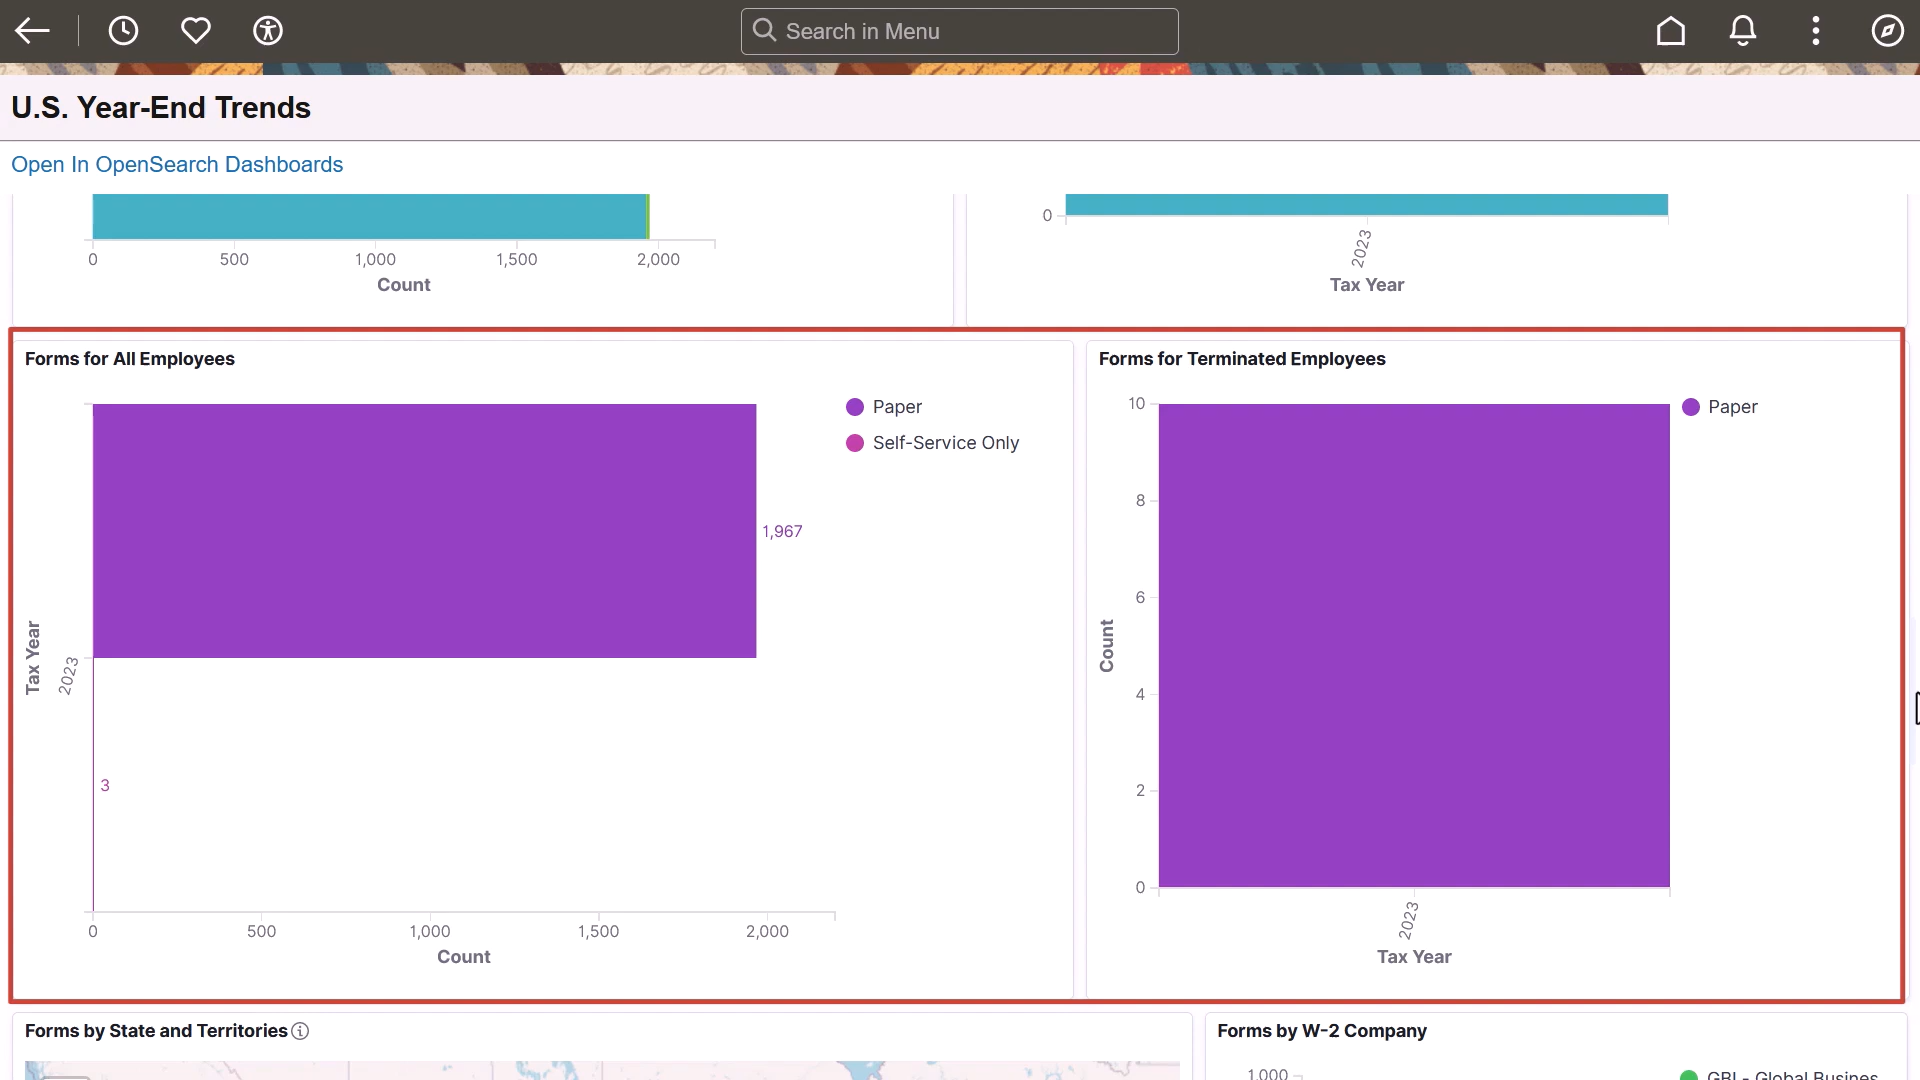 Search in Menu
U.S. Year-End Trends
Open In OpenSearch Dashboards
0 500 1,000 1,500 2,000
Count
0
2023
Tax Year
Forms for All Employees
Paper
Self-Service Only
1,967
3
Tax Year
2023
0 500 1,000 1,500 2,000
Count
Forms for Terminated Employees
Paper
10
8
6
4
2
0
Count
2023
Tax Year
Forms by State and Territories
Forms by W-2 Company
1,000
GBI - Global Busines